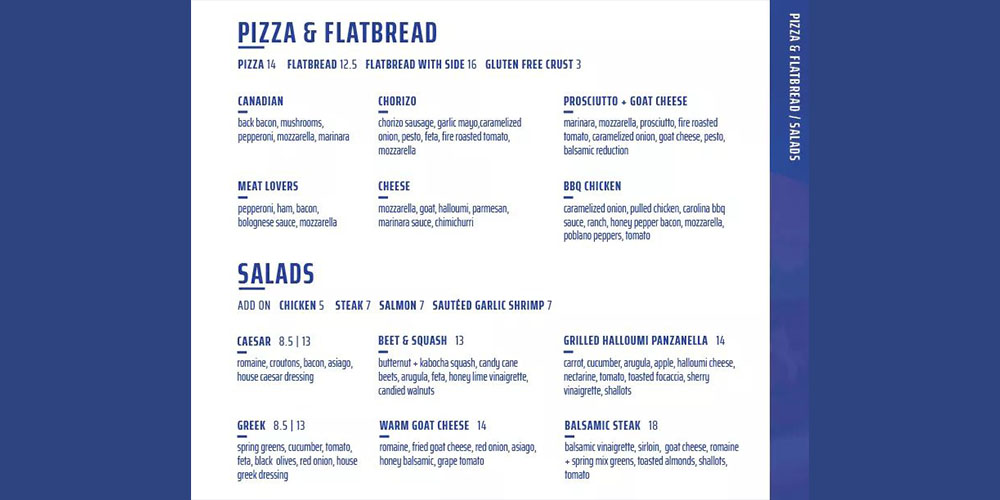 PIZZA & FLATBREAD
PIZZA 14 FLATBREAD 12.5 FLATBREAD WITH SIDE 16 GLUTEN FREE CRUST 3
CANADIAN
back bacon, mushrooms,
pepperoni, mozzarella, marinara
CHORIZO
chorizo sausage, garlic mayo,caramelized
onion, pesto, feta, fire roasted tomato,
mozzarella
PROSCIUTTO + GOAT CHEESE
marinara, mozzarella, prosciutto, fire roasted
tomato, caramelized onion, goat cheese, pesto,
balsamic reduction
MEAT LOVERS
pepperoni, ham, bacon,
bolognese sauce, mozzarella
CHEESE
mozzarella, goat, halloumi, parmesan,
marinara sauce, chimichurri
BBQ CHICKEN
caramelized onion, pulled chicken, carolina bbq
sauce, ranch, honey pepper bacon, mozzarella,
poblano peppers, tomato
SALADS
ADD ON CHICKEN 5 STEAK 7 SALMON 7 SAUTÉED GARLIC SHRIMP 7
CAESAR 8.5 | 13
romaine, croutons, bacon, asiago,
house caesar dressing
BEET & SQUASH 13
butternut + kabocha squash, candy cane
beets, arugula, feta, honey lime vinaigrette,
candied walnuts
GRILLED HALLOUMI PANZANELLA 14
carrot, cucumber, arugula, apple, halloumi cheese,
nectarine, tomato, toasted focaccia, sherry
vinaigrette, shallots
GREEK 8.5 | 13
spring greens, cucumber, tomato,
feta, black olives, red onion, house
greek dressing
WARM GOAT CHEESE 14
romaine, fried goat cheese, red onion, asiago,
honey balsamic, grape tomato
BALSAMIC STEAK 18
balsamic vinaigrette, sirloin, goat cheese, romaine
+ spring mix greens, toasted almonds, shallots,
tomato
PIZZA & FLATBREAD / SALADS